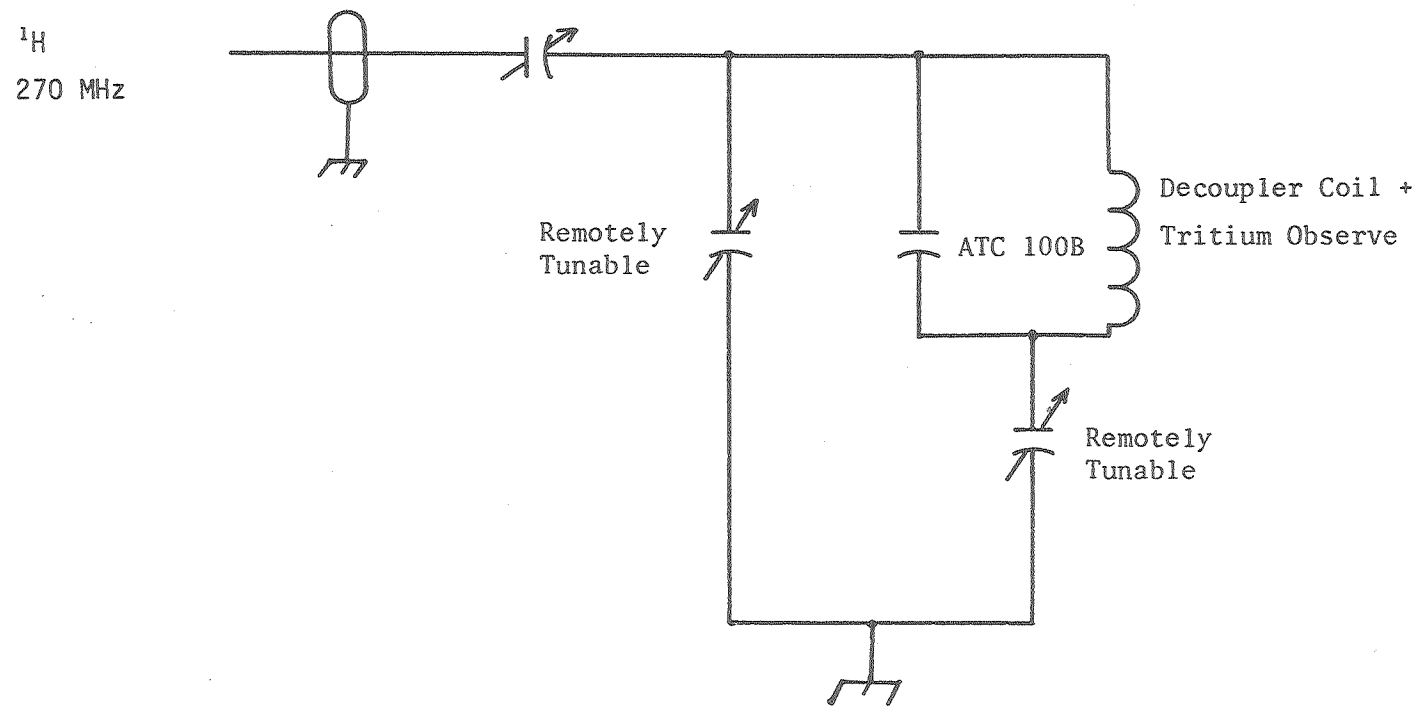 ¹H
270 MHz
Remotely
Tunable
ATC 100B
Decoupler Coil +
Tritium Observe
Remotely
Tunable